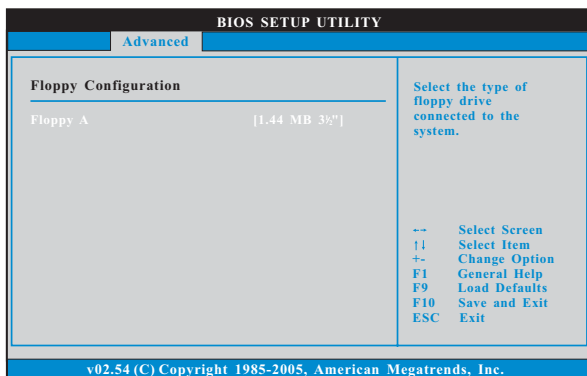 BIOS SETUP UTILITY
Advanced
Floppy Configuration
Floppy A [1.44 MB 3½"]
Select the type of
floppy drive
connected to the
system.
←→ Select Screen
↑↓ Select Item
+- Change Option
F1 General Help
F9 Load Defaults
F10 Save and Exit
ESC Exit
v02.54 (C) Copyright 1985-2005, American Megatrends, Inc.